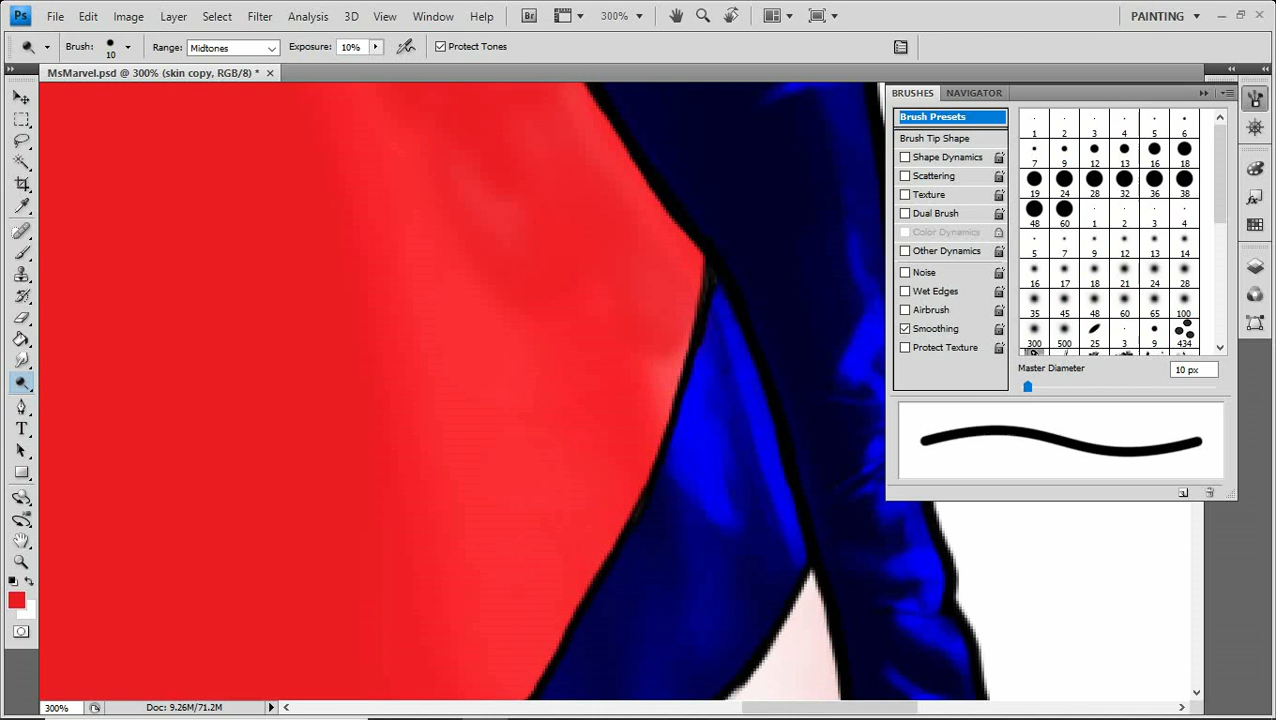 Ps File Edit Image Layer Select Filter Analysis 3D View Window Help Br 300% PAINTING
Brush: 10 Range: Midtones Exposure: 10% Protect Tones
MsMarvel.psd @ 300% (skin copy, RGB/8) *
BRUSHES NAVIGATOR
Brush Presets
Brush Tip Shape
Shape Dynamics
Scattering
Texture
Dual Brush
Color Dynamics
Other Dynamics
Noise
Wet Edges
Airbrush
Smoothing
Protect Texture
1 2 3 4 5 6
7 9 12 13 16 18
19 24 28 32 36 38
48 60 1 2 3 4
5 7 9 12 13 14
16 17 18 21 24 28
35 45 48 60 65 100
300 500 25 3 9 434
Master Diameter 10 px
T
300% Doc: 9.26M/71.2M